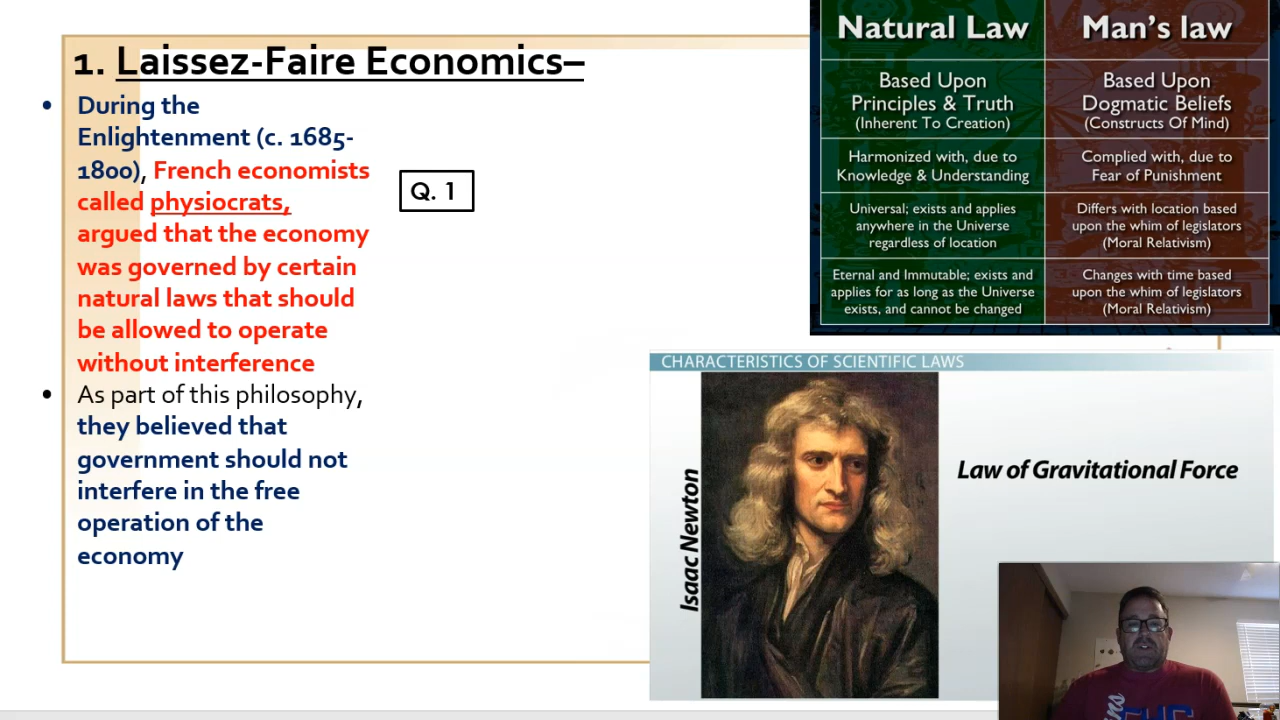 1. Laissez-Faire Economics–
• During the
Enlightenment (c. 1685-
1800), French economists
called physiocrats,
argued that the economy
was governed by certain
natural laws that should
be allowed to operate
without interference
• As part of this philosophy,
they believed that
government should not
interfere in the free
operation of the
economy
Q. 1
Natural Law
Man's law
Based Upon
Principles & Truth
(Inherent To Creation)
Based Upon
Dogmatic Beliefs
(Constructs Of Mind)
Harmonized with, due to
Knowledge & Understanding
Complied with, due to
Fear of Punishment
Universal; exists and applies
anywhere in the Universe
regardless of location
Differs with location based
upon the whim of legislators
(Moral Relativism)
Eternal and Immutable; exists and
applies for as long as the Universe
exists, and cannot be changed
Changes with time based
upon the whim of legislators
(Moral Relativism)
CHARACTERISTICS OF SCIENTIFIC LAWS
Isaac Newton
Law of Gravitational Force